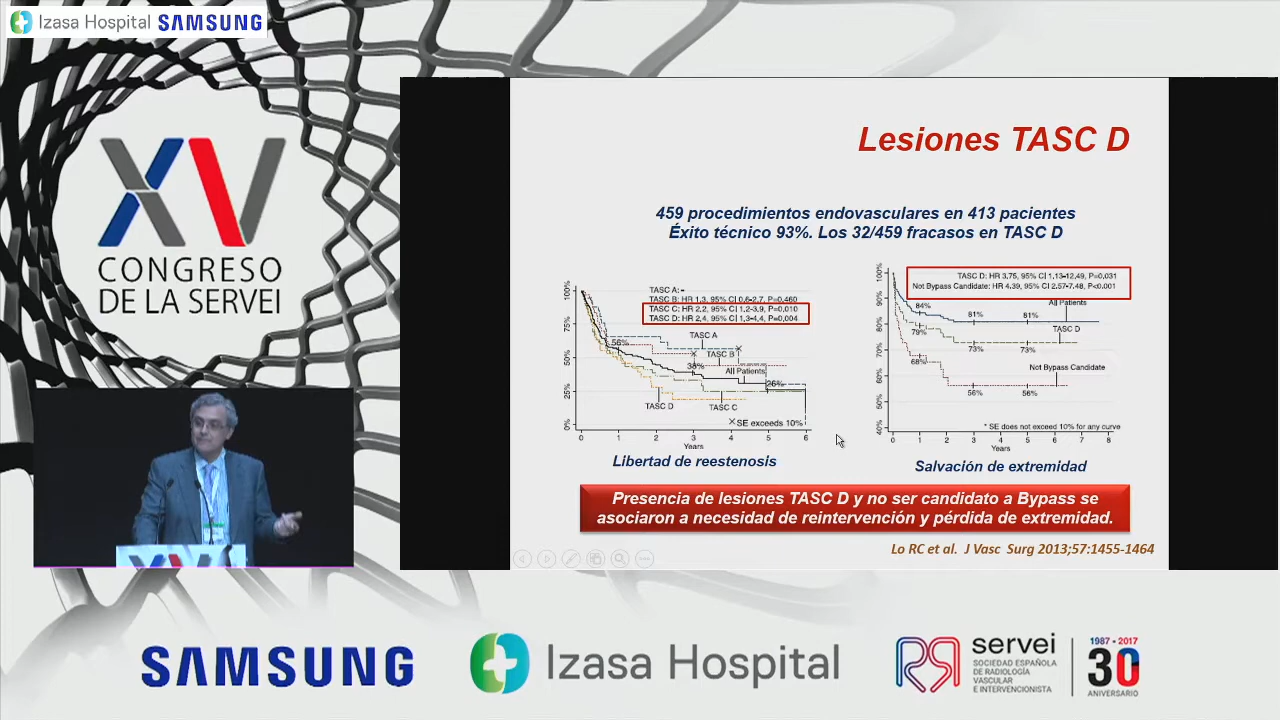 Izasa Hospital SAMSUNG
XV
CONGRESO
DE LA SERVEI
Lesiones TASC D
459 procedimientos endovasculares en 413 pacientes
Éxito técnico 93%. Los 32/459 fracasos en TASC D
TASC A: -
TASC B: HR 1,3, 95% CI 0,6-2,7, P=0,460
TASC C: HR 2,2, 95% CI 1,2-3,9, P=0,010
TASC D: HR 2,4, 95% CI 1,3-4,4, P=0,004
100%
75%
50%
25%
0%
TASC A
56%
TASC B
38%
All Patients
26%
TASC D
TASC C
SE exceeds 10%
0 1 2 3 4 5 6
Years
Libertad de reestenosis
TASC D: HR 3,75, 95% CI 1,13-12,49, P=0,031
Not Bypass Candidate: HR 4,39, 95% CI 2.57-7.48, P<0.001
100%
90%
80%
70%
60%
50%
40%
All Patients
84%
81%
81%
TASC D
79%
73%
73%
Not Bypass Candidate
68%
56%
56%
* SE does not exceed 10% for any curve
0 1 2 3 4 5 6 7 8
Years
Salvación de extremidad
Presencia de lesiones TASC D y no ser candidato a Bypass se
asociaron a necesidad de reintervención y pérdida de extremidad.
Lo RC et al. J Vasc Surg 2013;57:1455-1464
XV
SAMSUNG
Izasa Hospital
servei
SOCIEDAD ESPAÑOLA
DE RADIOLOGÍA
VASCULAR
E INTERVENCIONISTA
1987 • 2017
30
ANIVERSARIO